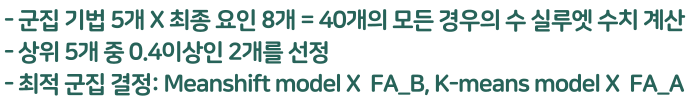 - 군집 기법 5개 X 최종 요인 8개 = 40개의 모든 경우의 수 실루엣 수치 계산
- 상위 5개 중 0.4이상인 2개를 선정
- 최적 군집 결정: Meanshift model X FA_B, K-means model X FA_A